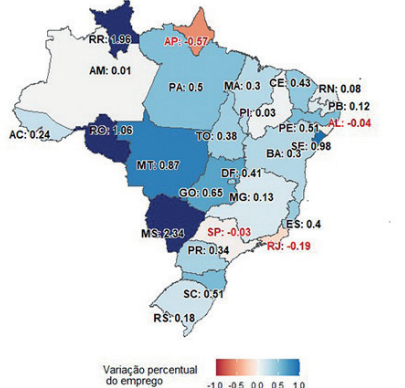 RR: 1.96
AP: -0.57
AM: 0.01
PA: 0.5
MA: 0.3
CE: 0.43
RN: 0.08
PI: 0.03
PB: 0.12
AC: 0.24
RO: 1.06
TO: 0.38
PE: 0.51
AL: -0.04
MT: 0.87
BA: 0.3
SE: 0.98
DF: 0.41
GO: 0.65
MG: 0.13
MS: 2.34
SP: -0.03
ES: 0.4
RJ: -0.19
PR: 0.34
SC: 0.51
RS: 0.18
Variação percentual
do emprego
-1.0 -0.5 0.0 0.5 1.0